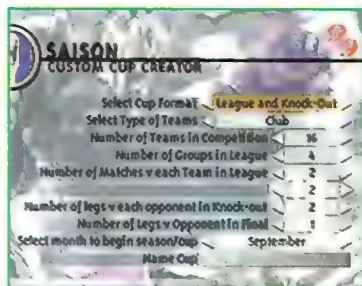 SAISON
CUSTOM CUP CREATOR
Select Cup Format League and Knock-Out
Select Type of Teams Club
Number of Teams in Competition 16
Number of Groups in League 4
Number of Matches v each Team in League 2
2
Number of legs v each opponent in Knock-out 2
Number of Legs v Opponent in Final 1
Select month to begin season/cup September
Name Cup